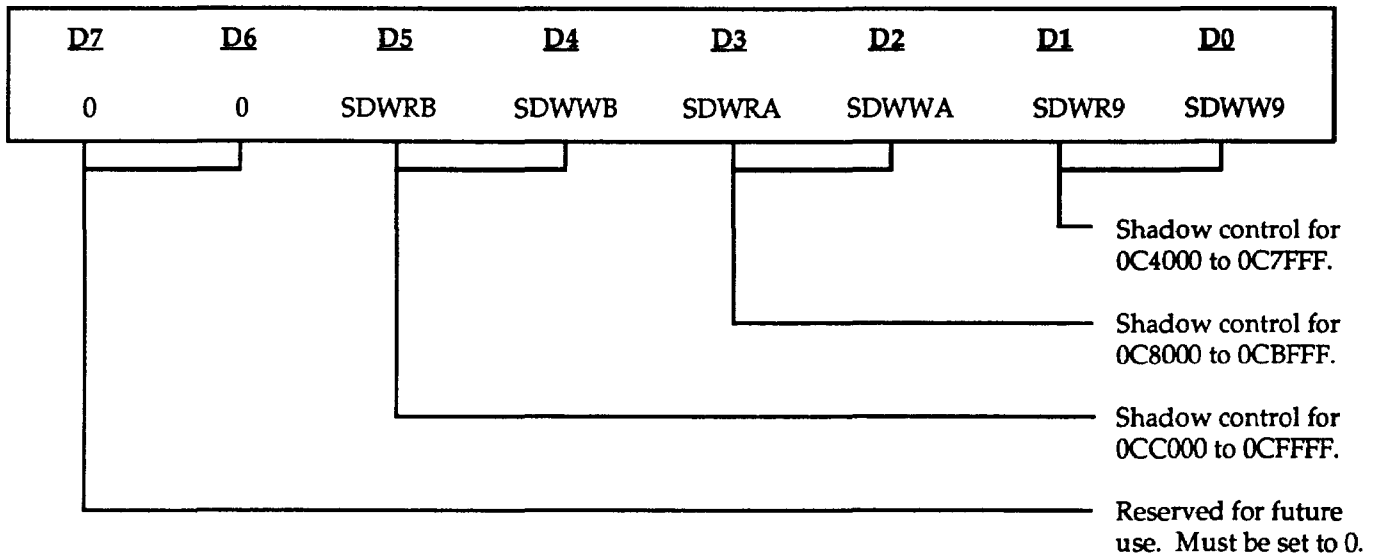 D7 D6 D5 D4 D3 D2 D1 D0
0 0 SDWRB SDWWB SDWRA SDWWA SDWR9 SDWW9
Shadow control for
0C4000 to 0C7FFF.
Shadow control for
0C8000 to 0CBFFF.
Shadow control for
0CC000 to 0CFFFF.
Reserved for future
use. Must be set to 0.